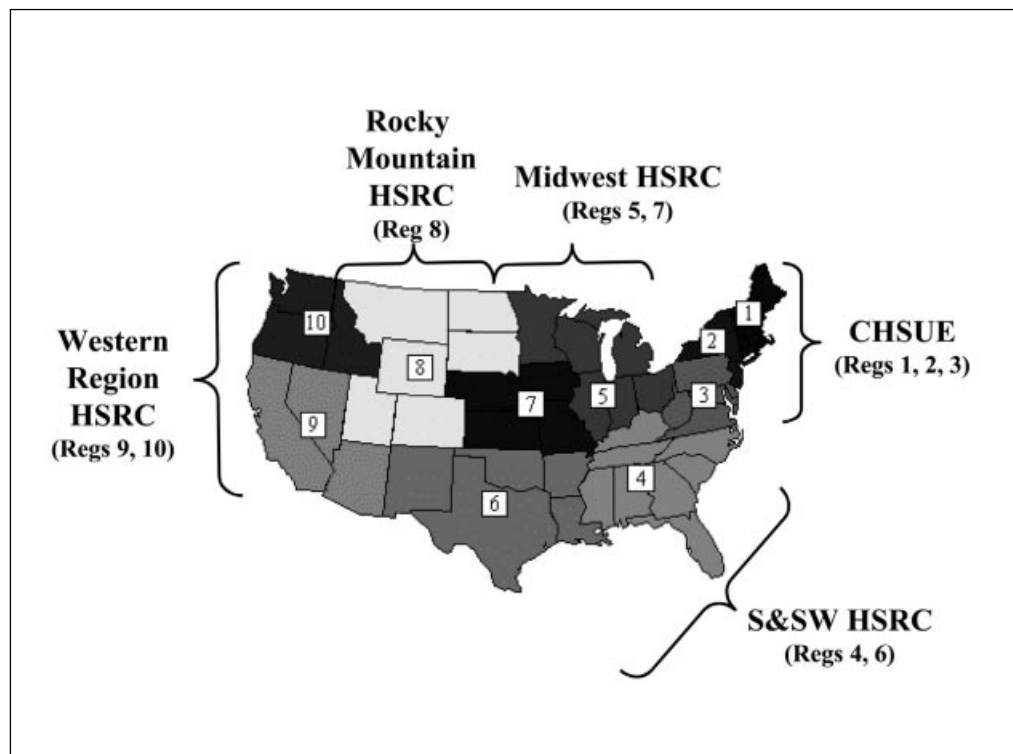 Rocky
Mountain
HSRC
(Reg 8)
Midwest HSRC
(Regs 5, 7)
Western
Region
HSRC
(Regs 9, 10)
CHSUE
(Regs 1, 2, 3)
S&SW HSRC
(Regs 4, 6)
1
2
3
4
5
6
7
8
9
10